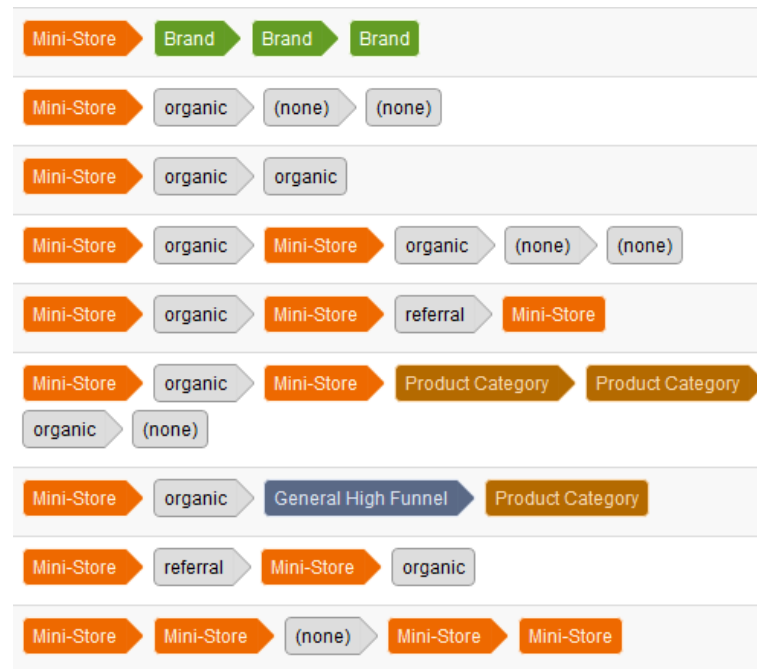 Mini-Store Brand Brand Brand
Mini-Store organic (none) (none)
Mini-Store organic organic
Mini-Store organic Mini-Store organic (none) (none)
Mini-Store organic Mini-Store referral Mini-Store
Mini-Store organic Mini-Store Product Category Product Category
organic (none)
Mini-Store organic General High Funnel Product Category
Mini-Store referral Mini-Store organic
Mini-Store Mini-Store (none) Mini-Store Mini-Store